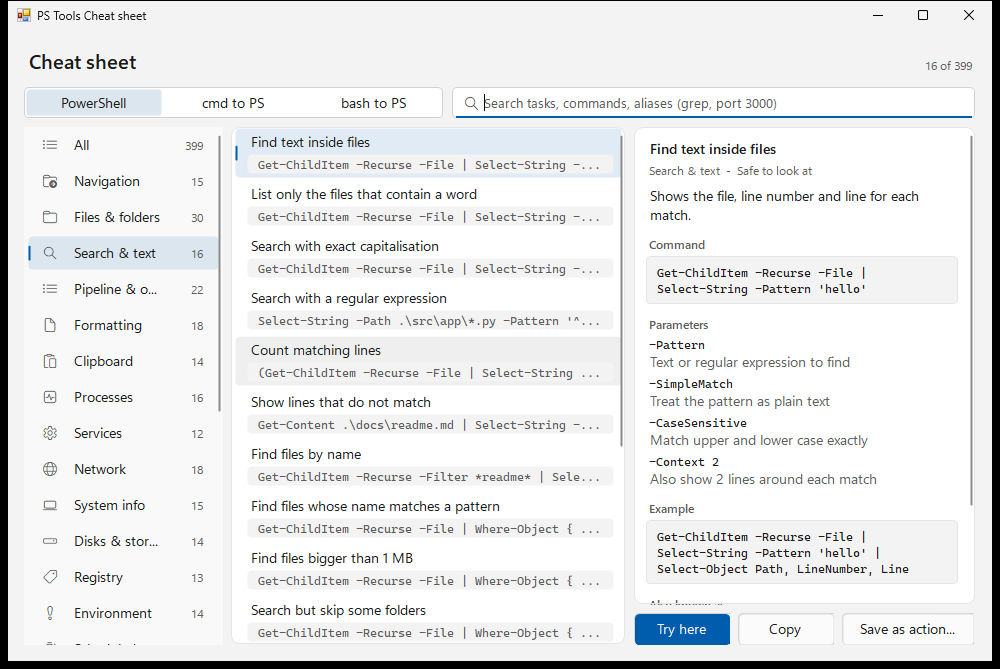 PS Tools Cheat sheet
Cheat sheet
16 of 399
PowerShell
cmd to PS
bash to PS
Search tasks, commands, aliases (grep, port 3000)
All 399
Navigation 15
Files & folders 30
Search & text 16
Pipeline & o... 22
Formatting 18
Clipboard 14
Processes 16
Services 12
Network 18
System info 15
Disks & stor... 14
Registry 13
Environment 14
Find text inside files
Get-ChildItem -Recurse -File | Select-String -...
List only the files that contain a word
Get-ChildItem -Recurse -File | Select-String -...
Search with exact capitalisation
Get-ChildItem -Recurse -File | Select-String -...
Search with a regular expression
Select-String -Path .\src\app\*.py -Pattern '^...
Count matching lines
(Get-ChildItem -Recurse -File | Select-String ...
Show lines that do not match
Get-Content .\docs\readme.md | Select-String -...
Find files by name
Get-ChildItem -Recurse -Filter *readme* | Sele...
Find files whose name matches a pattern
Get-ChildItem -Recurse -File | Where-Object { ...
Find files bigger than 1 MB
Get-ChildItem -Recurse -File | Where-Object { ...
Search but skip some folders
Get-ChildItem -Recurse -File | Where-Object { ...
Find text inside files
Search & text - Safe to look at
Shows the file, line number and line for each
match.
Command
Get-ChildItem -Recurse -File |
Select-String -Pattern 'hello'
Parameters
-Pattern
Text or regular expression to find
-SimpleMatch
Treat the pattern as plain text
-CaseSensitive
Match upper and lower case exactly
-Context 2
Also show 2 lines around each match
Example
Get-ChildItem -Recurse -File |
Select-String -Pattern 'hello' |
Select-Object Path, LineNumber, Line
Try here
Copy
Save as action...